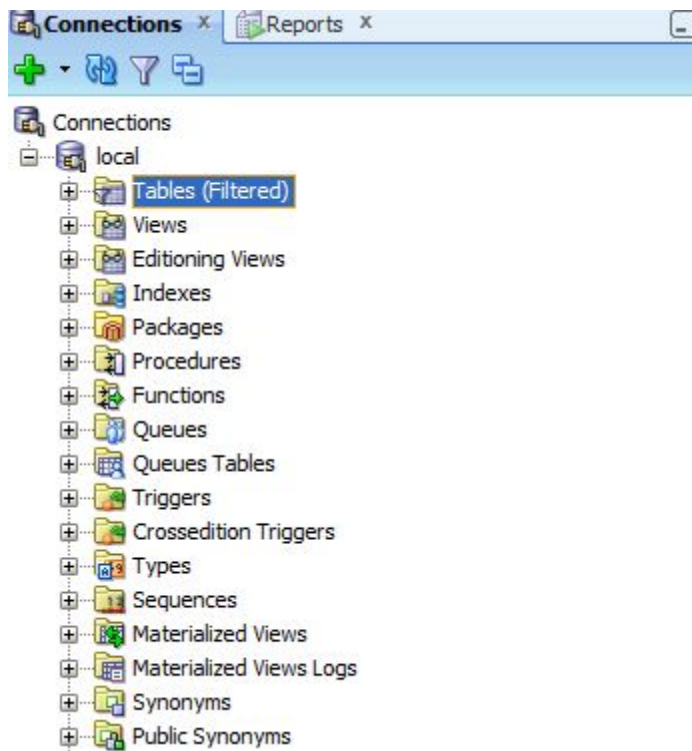 Connections x Reports x
Connections
local
Tables (Filtered)
Views
Editioning Views
Indexes
Packages
Procedures
Functions
Queues
Queues Tables
Triggers
Crossedition Triggers
Types
Sequences
Materialized Views
Materialized Views Logs
Synonyms
Public Synonyms